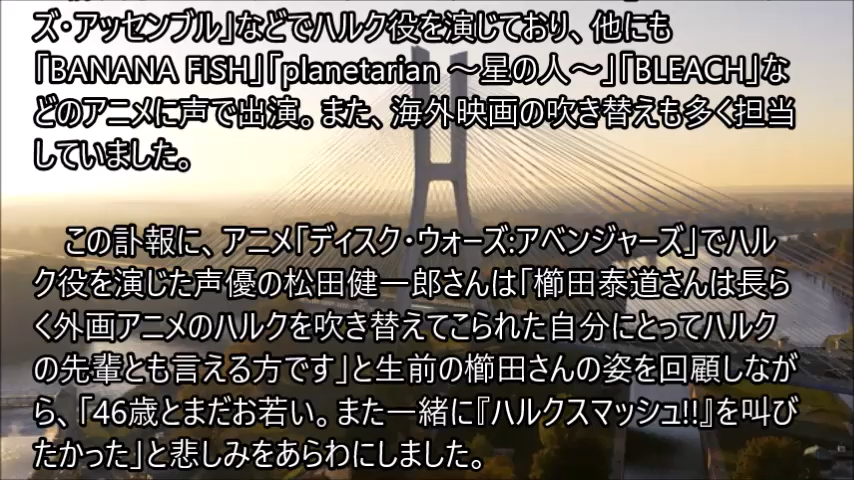 ズ・アッセンブル」などでハルク役を演じており、他にも
「BANANA FISH」「planetarian ～星の人～」「BLEACH」な
どのアニメに声で出演。また、海外映画の吹き替えも多く担当
していました。
この訃報に、アニメ「ディスク・ウォーズ:アベンジャーズ」でハル
ク役を演じた声優の松田健一郎さんは「櫛田泰道さんは長ら
く外画アニメのハルクを吹き替えてこられた自分にとってハルク
の先輩とも言える方です」と生前の櫛田さんの姿を回顧しなが
ら、「46歳とまだお若い。また一緒に『ハルクスマッシュ!!』を叫び
たかった」と悲しみをあらわにしました。